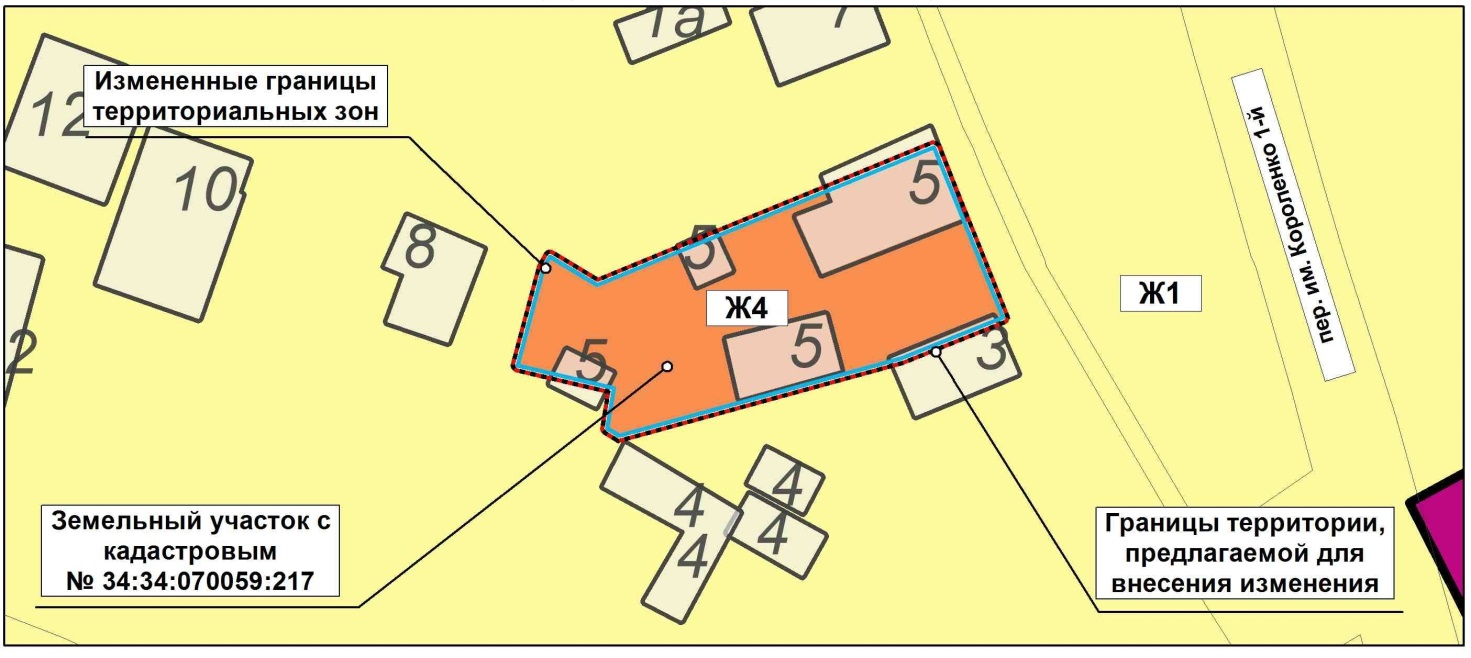 1а
7
Измененные границы
территориальных зон
12
10
8
2
5
5
5
5
3
Ж4
Ж1
пер. им. Короленко 1-й
4
4
4
4
Земельный участок с
кадастровым
№ 34:34:070059:217
Границы территории,
предлагаемой для
внесения изменения